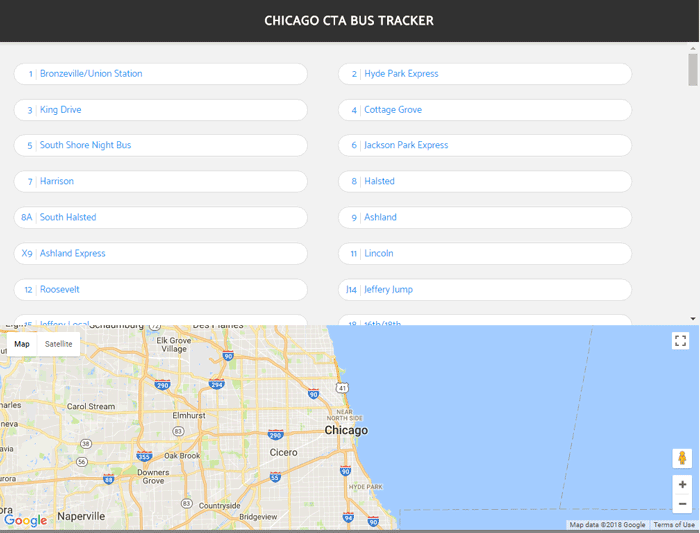 CHICAGO CTA BUS TRACKER
1 | Bronzeville/Union Station
2 | Hyde Park Express
3 | King Drive
4 | Cottage Grove
5 | South Shore Night Bus
6 | Jackson Park Express
7 | Harrison
8 | Halsted
8A | South Halsted
9 | Ashland
X9 | Ashland Express
11 | Lincoln
12 | Roosevelt
J14 | Jeffery Jump
15 | Jeffery Local
18 | 16th/18th
Schaumburg
72
Des Plaines
Map
Satellite
Elk Grove
Village
90
290
294
90
41
Carol Stream
Elmhurst
NEAR
NORTH SIDE
Chicago
83
38
290
355
Oak Brook
Cicero
56
Downers
Grove
88
55
90
HYDE PARK
83
Countryside
Bridgeview
94
90
Google
Naperville
Map data ©2018 Google
Terms of Use